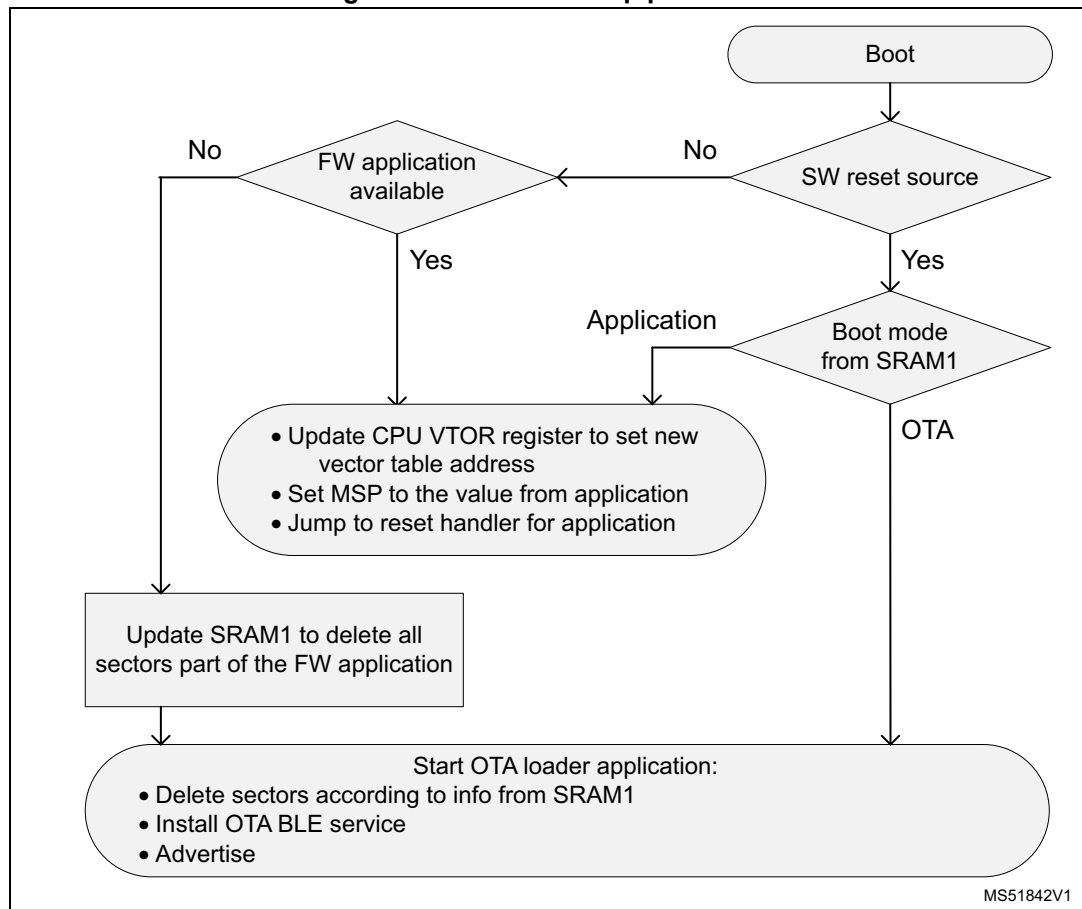 Boot
No
FW application
available
No
SW reset source
Yes
Yes
Application
Boot mode
from SRAM1
OTA
• Update CPU VTOR register to set new
vector table address
• Set MSP to the value from application
• Jump to reset handler for application
Update SRAM1 to delete all
sectors part of the FW application
Start OTA loader application:
• Delete sectors according to info from SRAM1
• Install OTA BLE service
• Advertise
MS51842V1